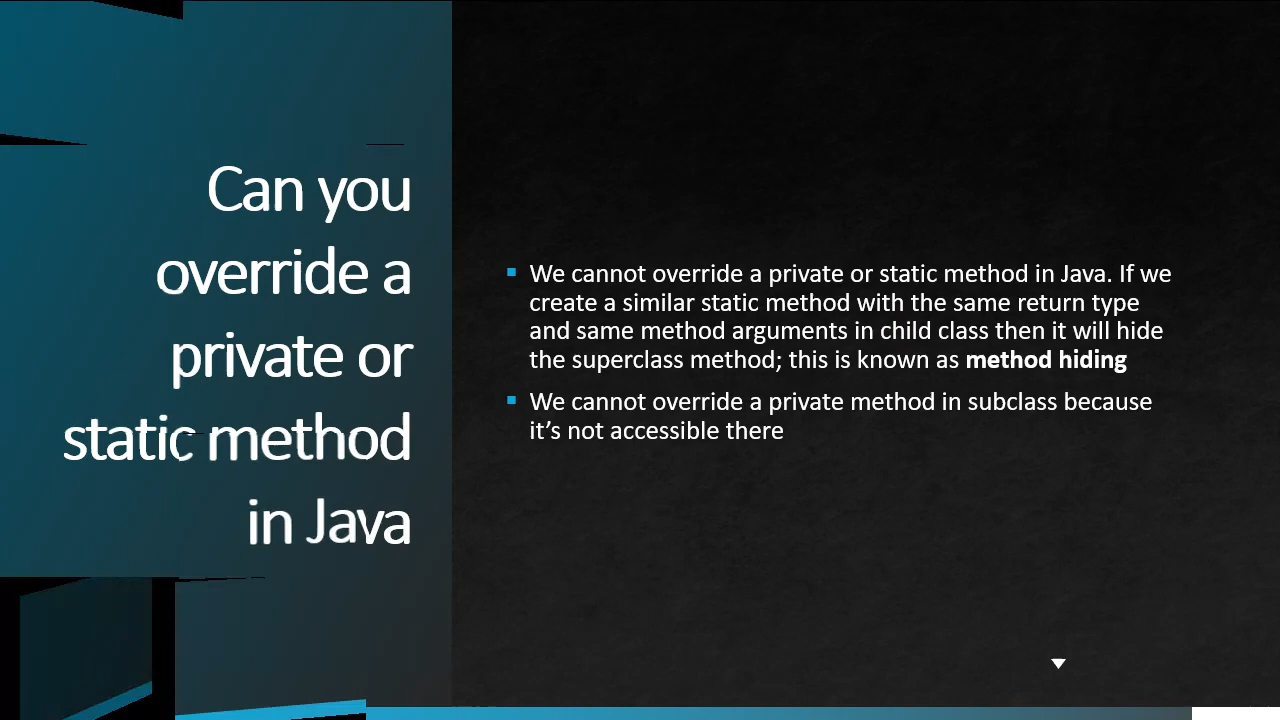 Can you
override a
private or
static method
in Java
We cannot override a private or static method in Java. If we
create a similar static method with the same return type
and same method arguments in child class then it will hide
the superclass method; this is known as method hiding
We cannot override a private method in subclass because
it’s not accessible there